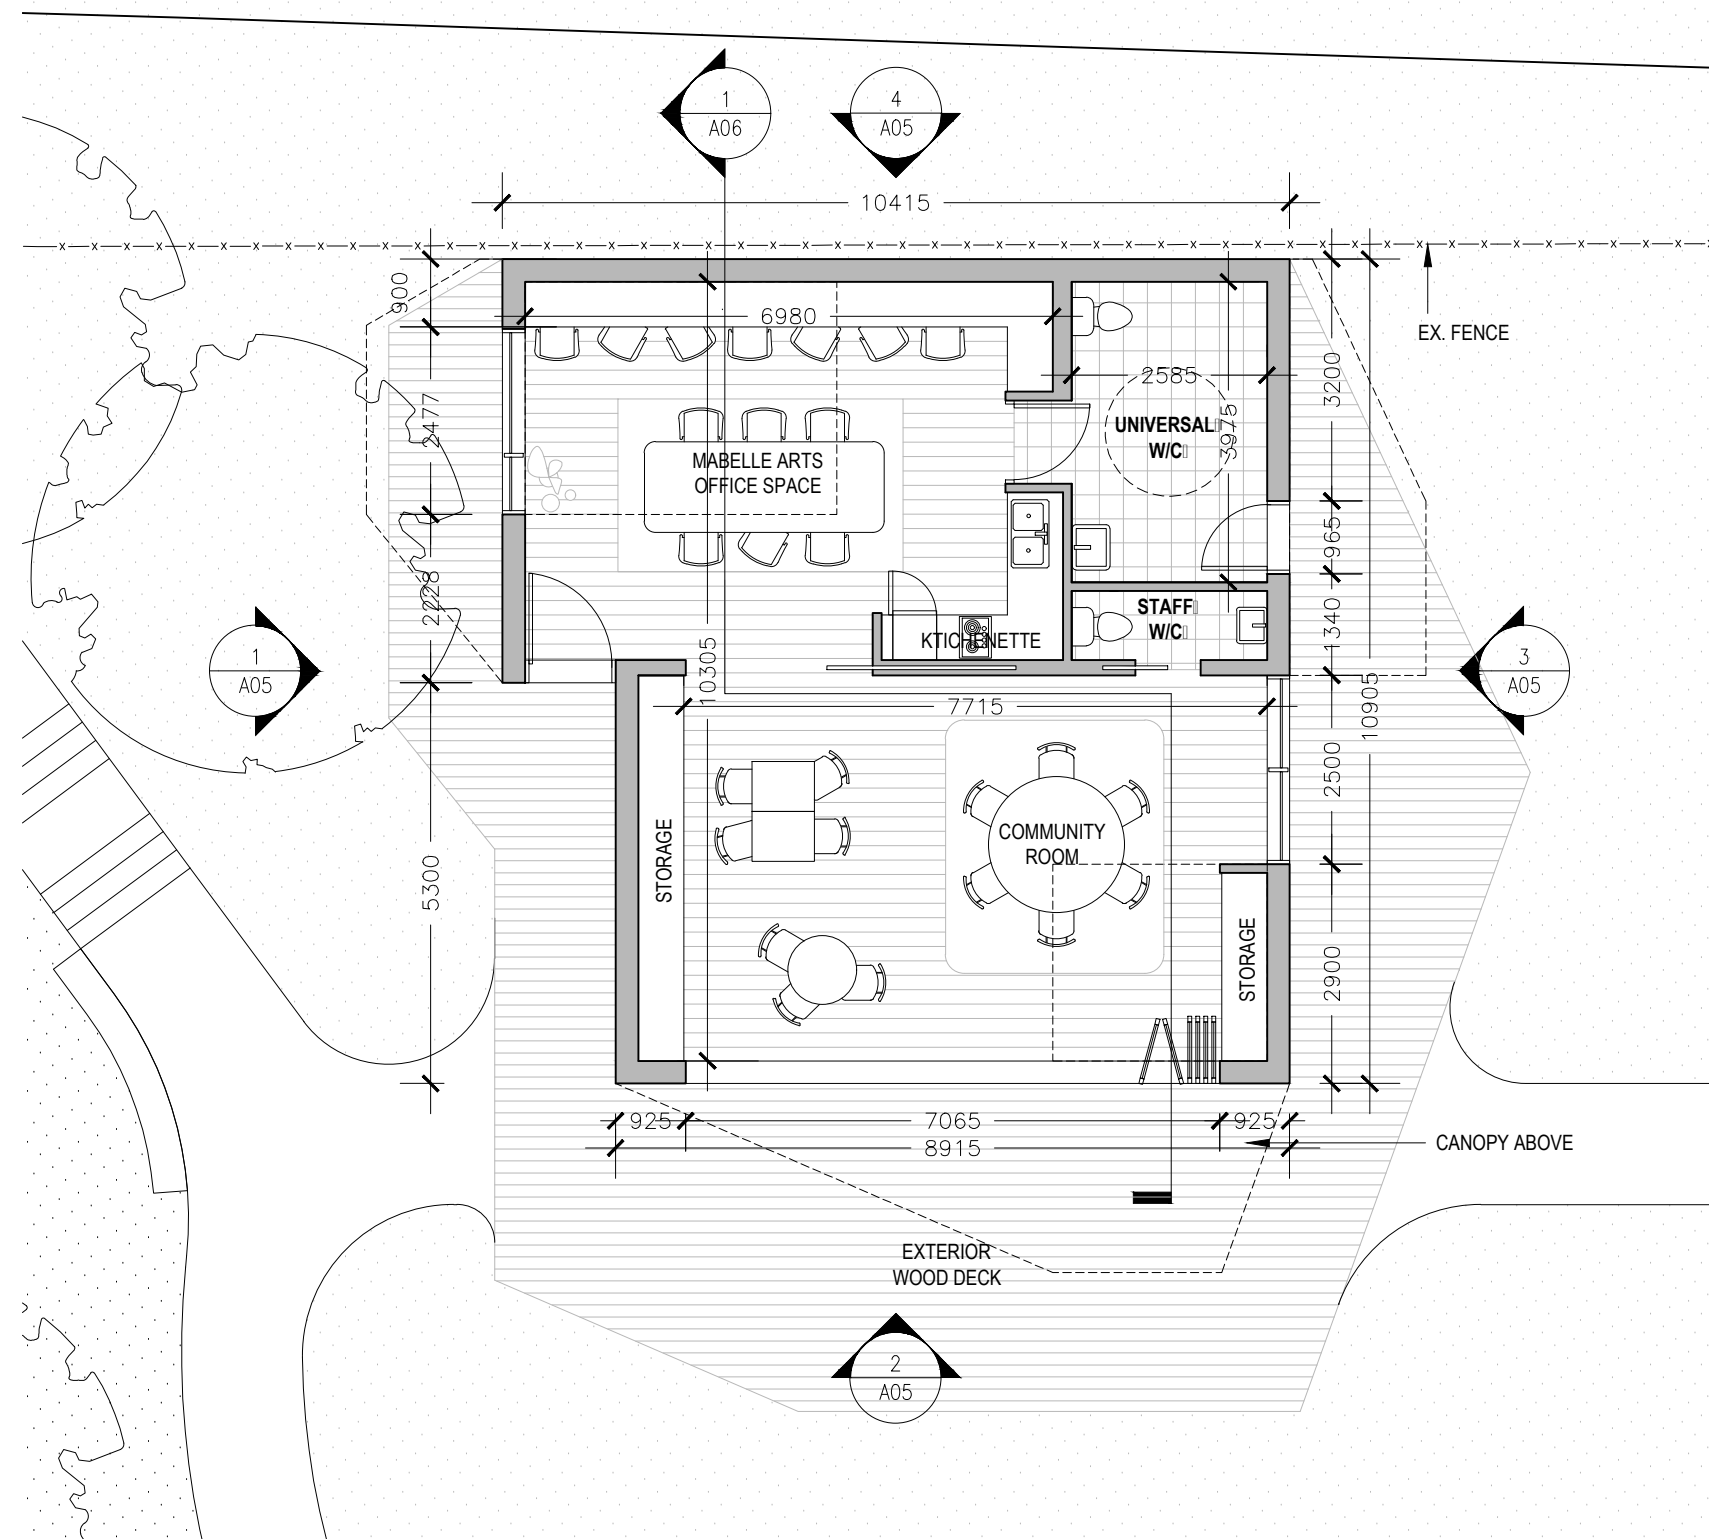 1
A06
4
A05
10415
900
6980
EX. FENCE
3200
2585
2477
3975
UNIVERSAL
W/C
MABELLE ARTS
OFFICE SPACE
965
2228
STAFF
W/C
1340
KTICHENETTE
1
A05
3
A05
10305
7715
10905
2500
COMMUNITY
ROOM
STORAGE
5300
STORAGE
2900
925
7065
925
8915
CANOPY ABOVE
EXTERIOR
WOOD DECK
2
A05